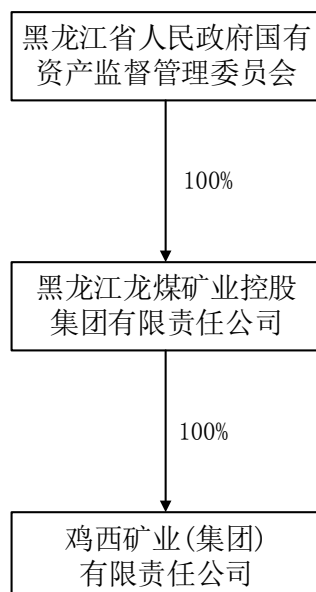 黑龙江省人民政府国有
资产监督管理委员会
100%
黑龙江龙煤矿业控股
集团有限责任公司
100%
鸡西矿业(集团)
有限责任公司